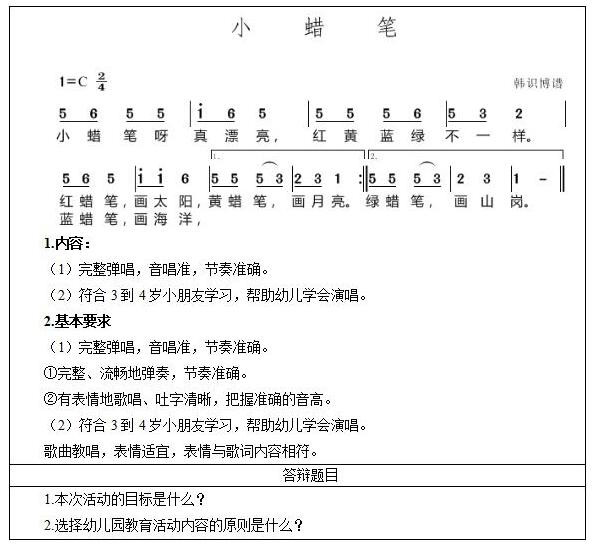 小 蜡 笔
1=C 2/4
韩识博谱
5 6 5 5 | i 6 5 | 5 5 5 6 | 5 3 2 |
小 蜡 笔 呀 真 漂 亮， 红 黄 蓝 绿 不 一 样。
1. 2.
5 6 5 | i i 6 | 5 5 5 3 | 2 3 1 :‖ 5 5 5 3 | 2 3 | 1 - ‖
红 蜡 笔，画 太 阳，黄 蜡 笔， 画 月 亮。绿 蜡 笔， 画 山 岗。
蓝 蜡 笔，画 海 洋，
1.内容：
（1）完整弹唱，音唱准，节奏准确。
（2）符合 3 到 4 岁小朋友学习，帮助幼儿学会演唱。
2.基本要求
（1）完整弹唱，音唱准，节奏准确。
①完整、流畅地弹奏，节奏准确。
②有表情地歌唱、吐字清晰，把握准确的音高。
（2）符合 3 到 4 岁小朋友学习，帮助幼儿学会演唱。
歌曲教唱，表情适宜，表情与歌词内容相符。
答辩题目
1.本次活动的目标是什么？
2.选择幼儿园教育活动内容的原则是什么？